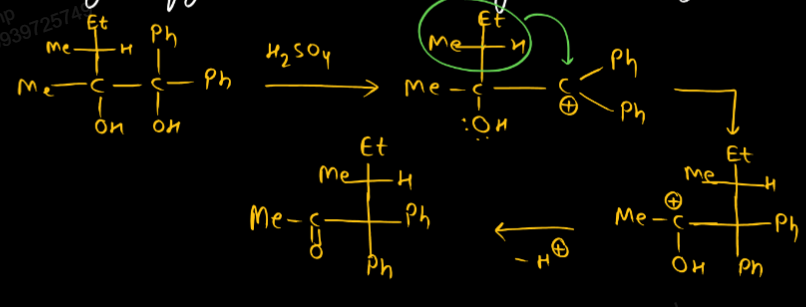 939725749
Et
Me H Ph
Me — C — C — Ph
OH OH
H₂SO₄
Et
Me H
Me — C — C Ph
⊕ Ph
:OH
Et
Me H
⊕
Me — C Ph
OH Ph
- H⊕
Et
Me H
Me — C Ph
O Ph